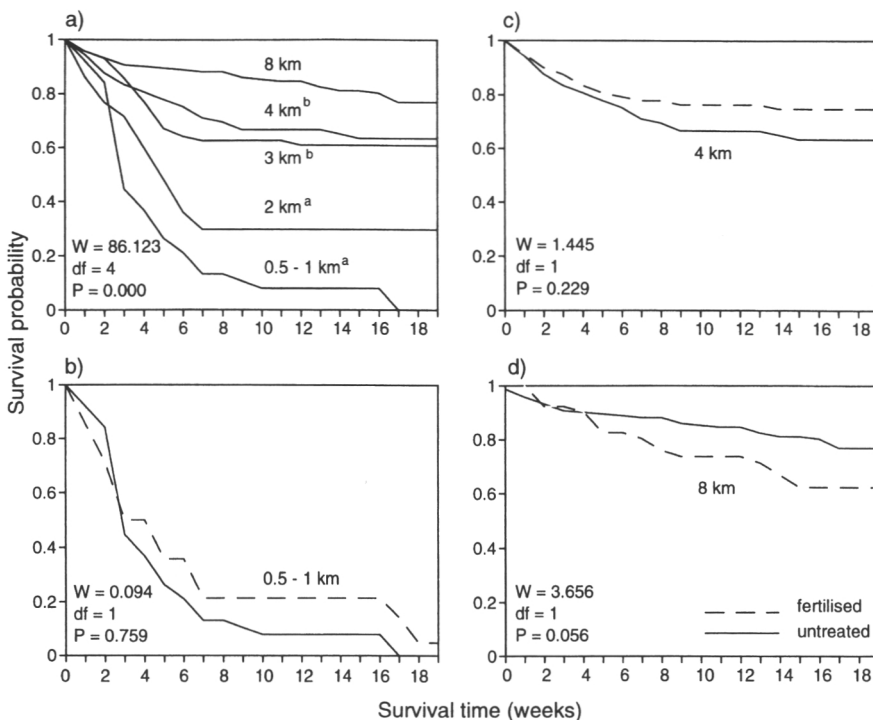 a)
1
0.8
0.6
0.4
0.2
0
8 km
4 km b
3 km b
2 km a
0.5 - 1 km a
W = 86.123
df = 4
P = 0.000
0 2 4 6 8 10 12 14 16 18
c)
1
0.8
0.6
0.4
0.2
0
4 km
W = 1.445
df = 1
P = 0.229
0 2 4 6 8 10 12 14 16 18
Survival probability
b)
1
0.8
0.6
0.4
0.2
0
0.5 - 1 km
W = 0.094
df = 1
P = 0.759
0 2 4 6 8 10 12 14 16 18
d)
1
0.8
0.6
0.4
0.2
0
8 km
W = 3.656
df = 1
P = 0.056
fertilised
untreated
0 2 4 6 8 10 12 14 16 18
Survival time (weeks)